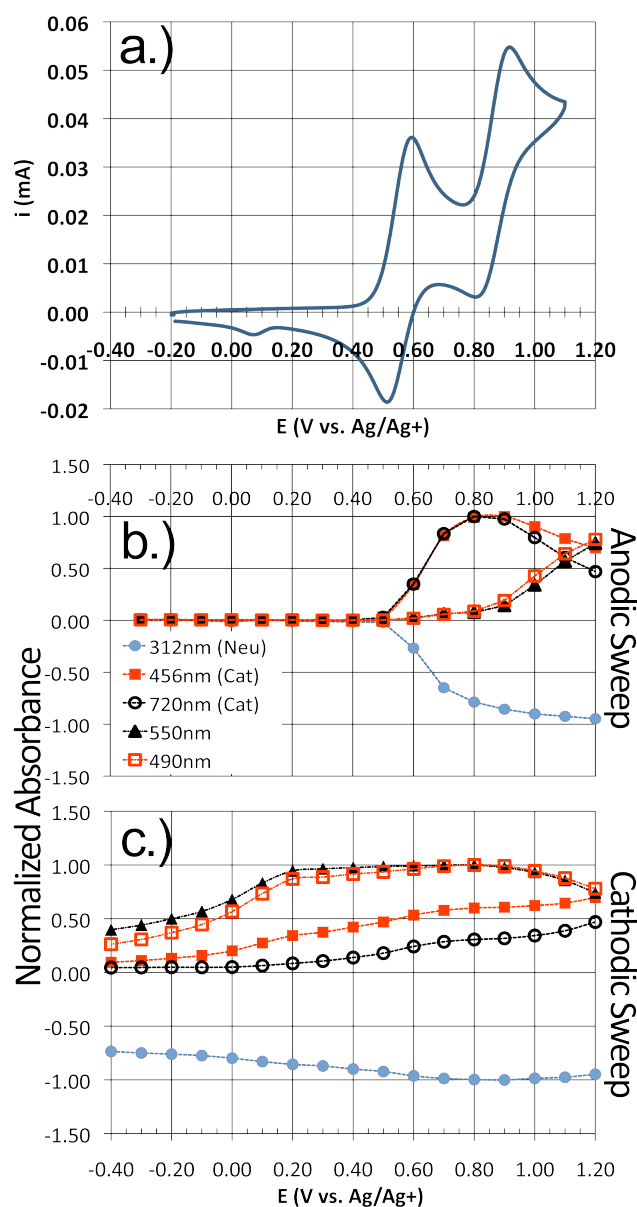 a.)
0.06
0.05
0.04
0.03
0.02
0.01
0.00
-0.01
-0.02
i (mA)
-0.40 -0.20 0.00 0.20 0.40 0.60 0.80 1.00 1.20
E (V vs. Ag/Ag+)
b.)
1.50
-0.40 -0.20 0.00 0.20 0.40 0.60 0.80 1.00 1.20
1.00
0.50
0.00
-0.50
-1.00
-1.50
312nm (Neu)
456nm (Cat)
720nm (Cat)
550nm
490nm
Anodic Sweep
Normalized Absorbance
c.)
1.50
1.00
0.50
0.00
-0.50
-1.00
-1.50
Cathodic Sweep
-0.40 -0.20 0.00 0.20 0.40 0.60 0.80 1.00 1.20
E (V vs. Ag/Ag+)